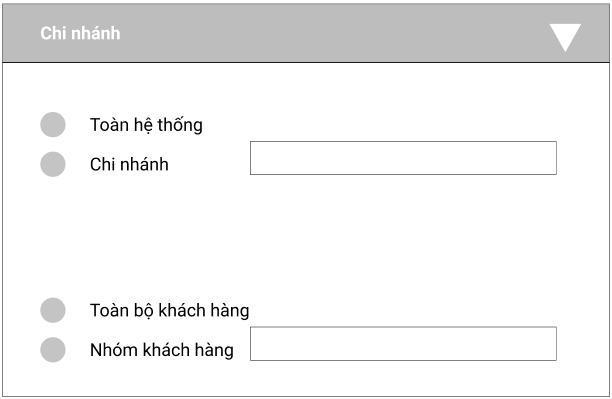 Chi nhánh
Toàn hệ thống
Chi nhánh
Toàn bộ khách hàng
Nhóm khách hàng